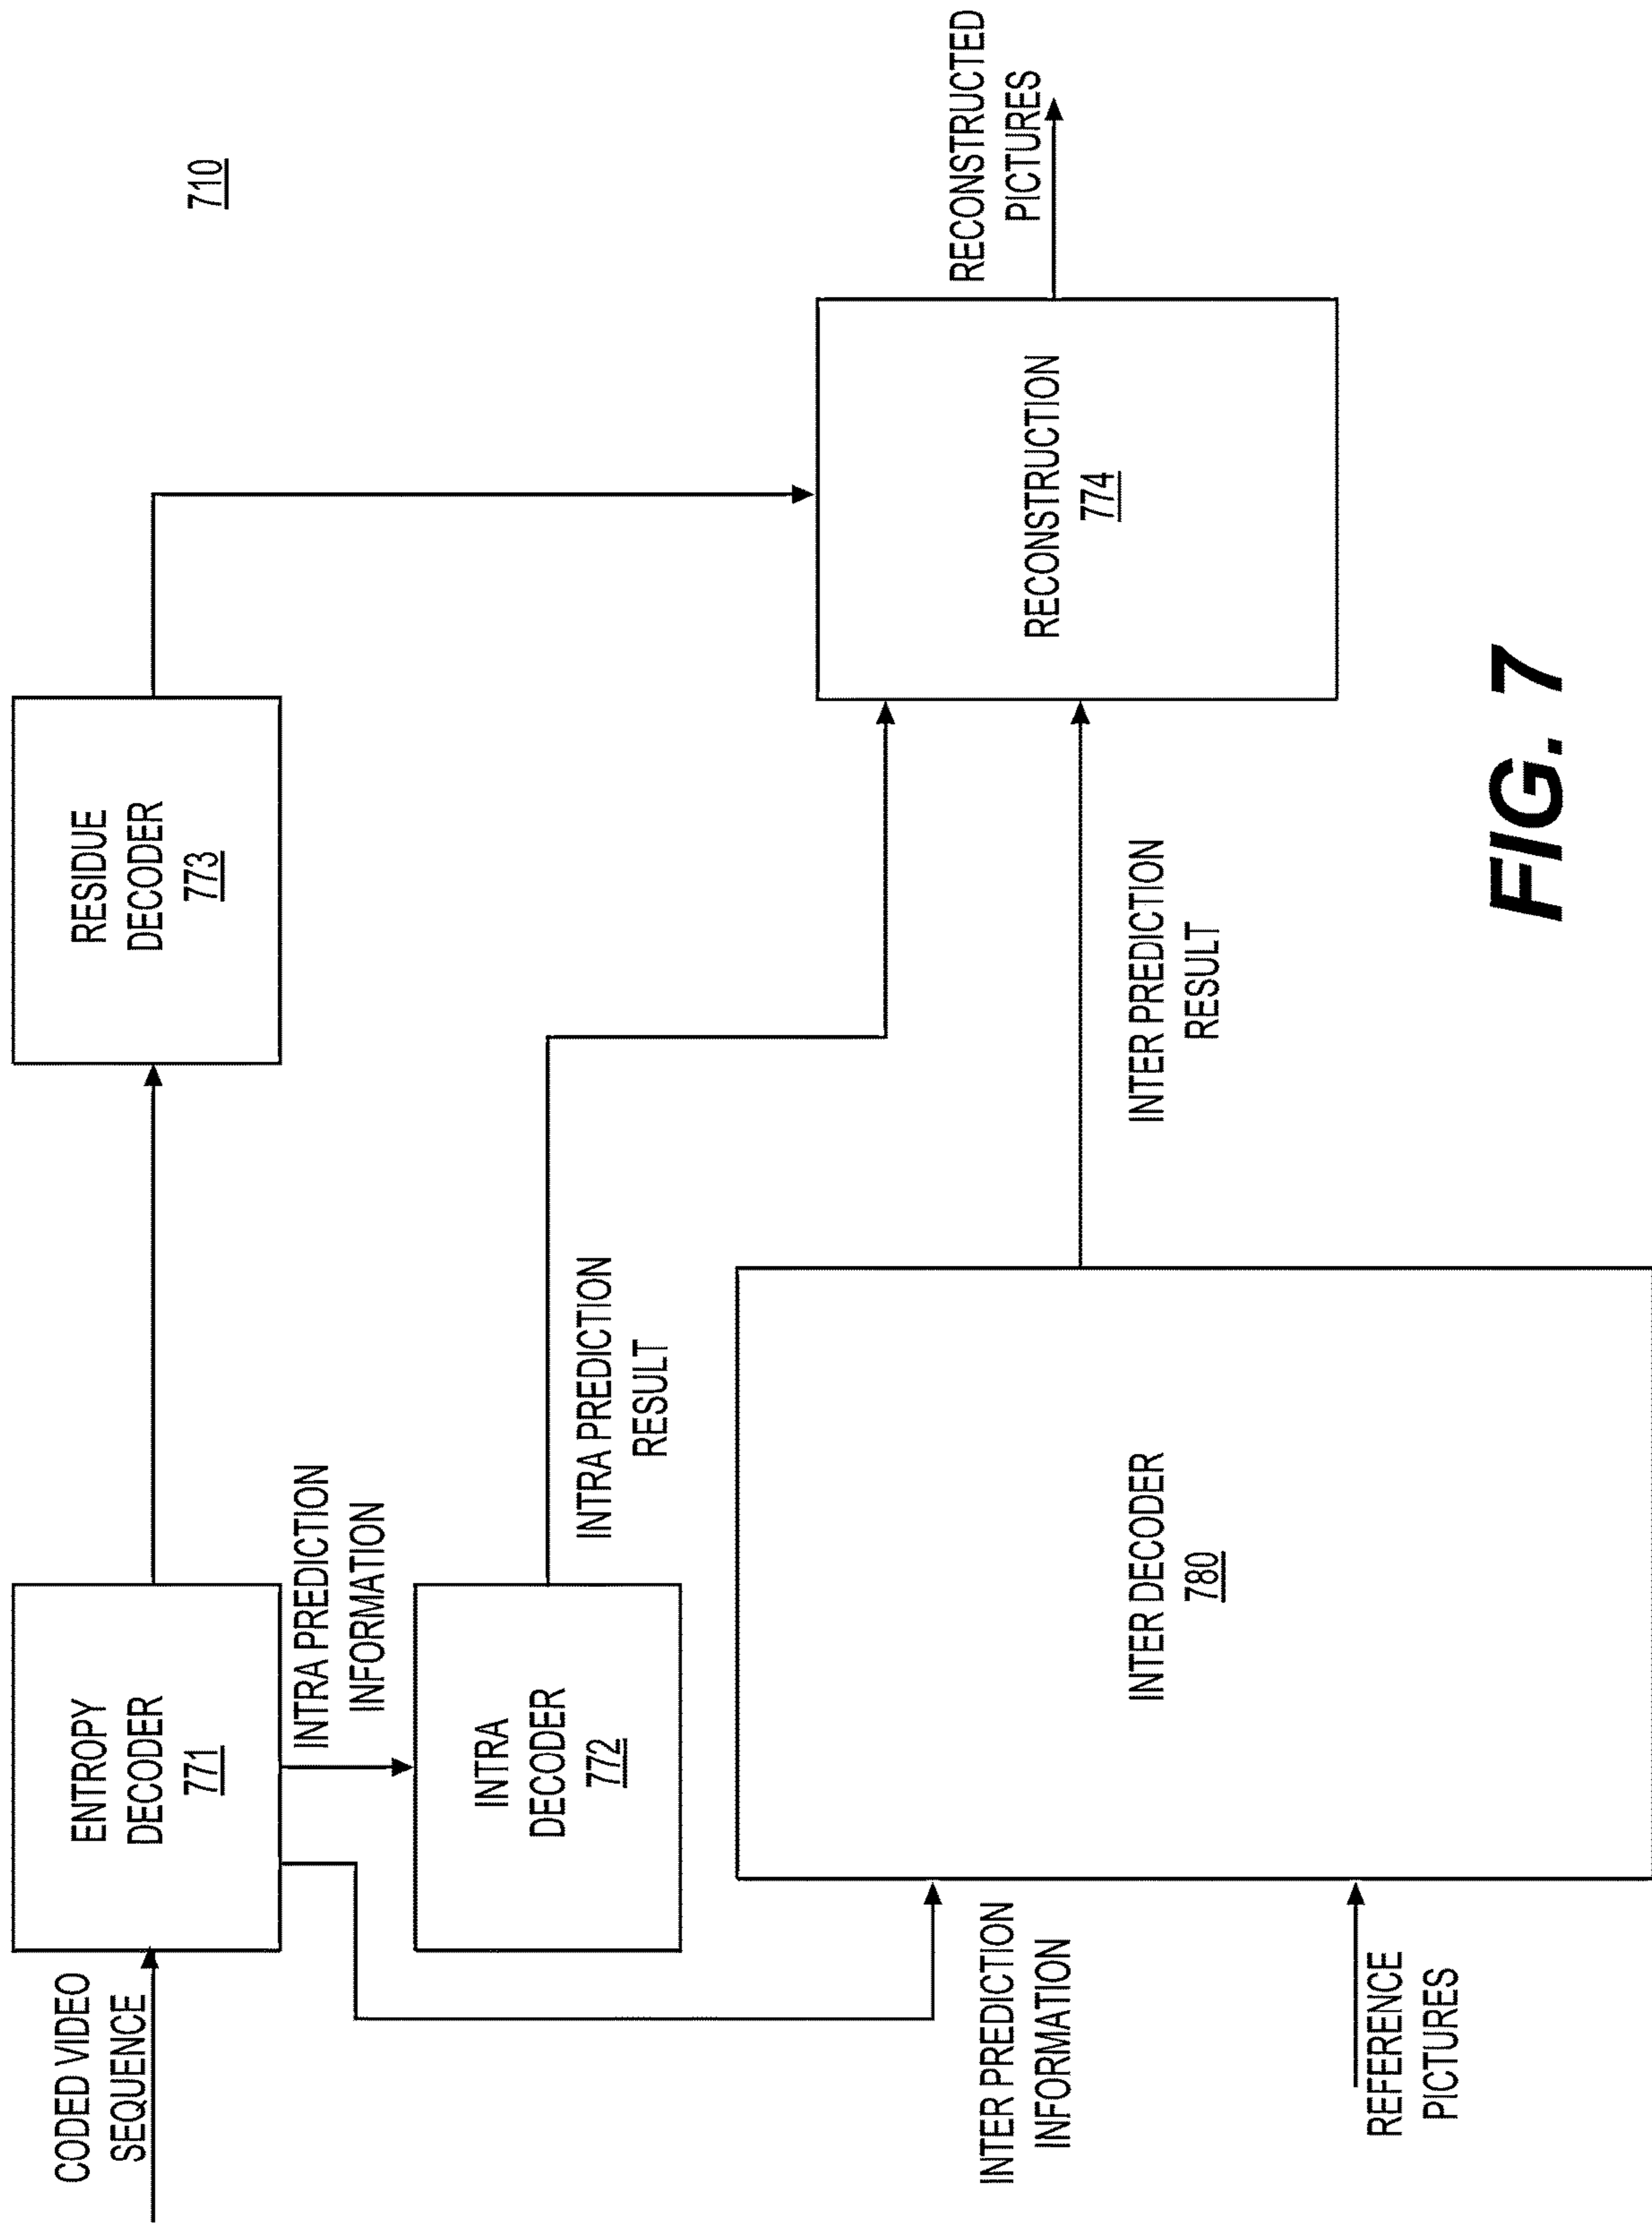 710
CODED VIDEO
SEQUENCE
ENTROPY
DECODER
771
RESIDUE
DECODER
773
INTRA PREDICTION
INFORMATION
INTRA
DECODER
772
INTRA PREDICTION
RESULT
RECONSTRUCTED
PICTURES
RECONSTRUCTION
774
INTER PREDICTION
INFORMATION
INTER DECODER
780
INTER PREDICTION
RESULT
REFERENCE
PICTURES
FIG. 7